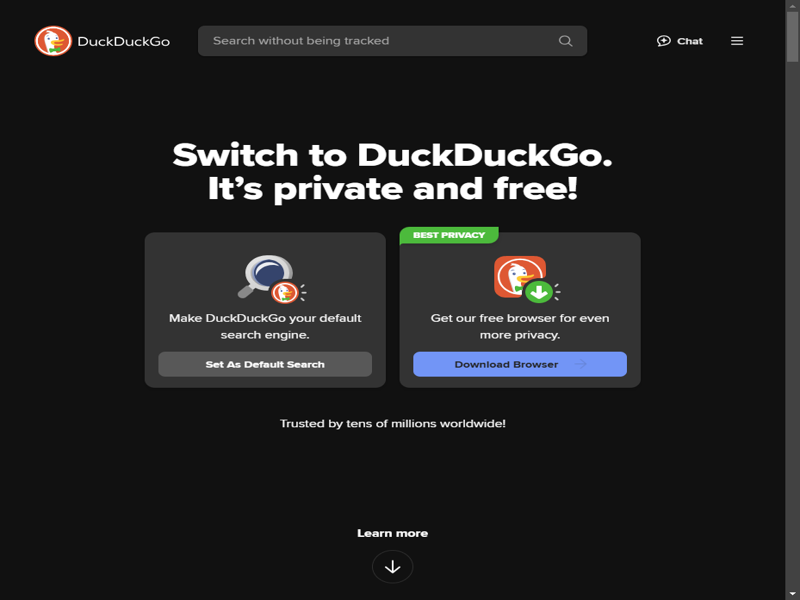 DuckDuckGo
Search without being tracked
Chat
Switch to DuckDuckGo.
It's private and free!
Make DuckDuckGo your default
search engine.
Set As Default Search
BEST PRIVACY
Get our free browser for even
more privacy.
Download Browser
Trusted by tens of millions worldwide!
Learn more